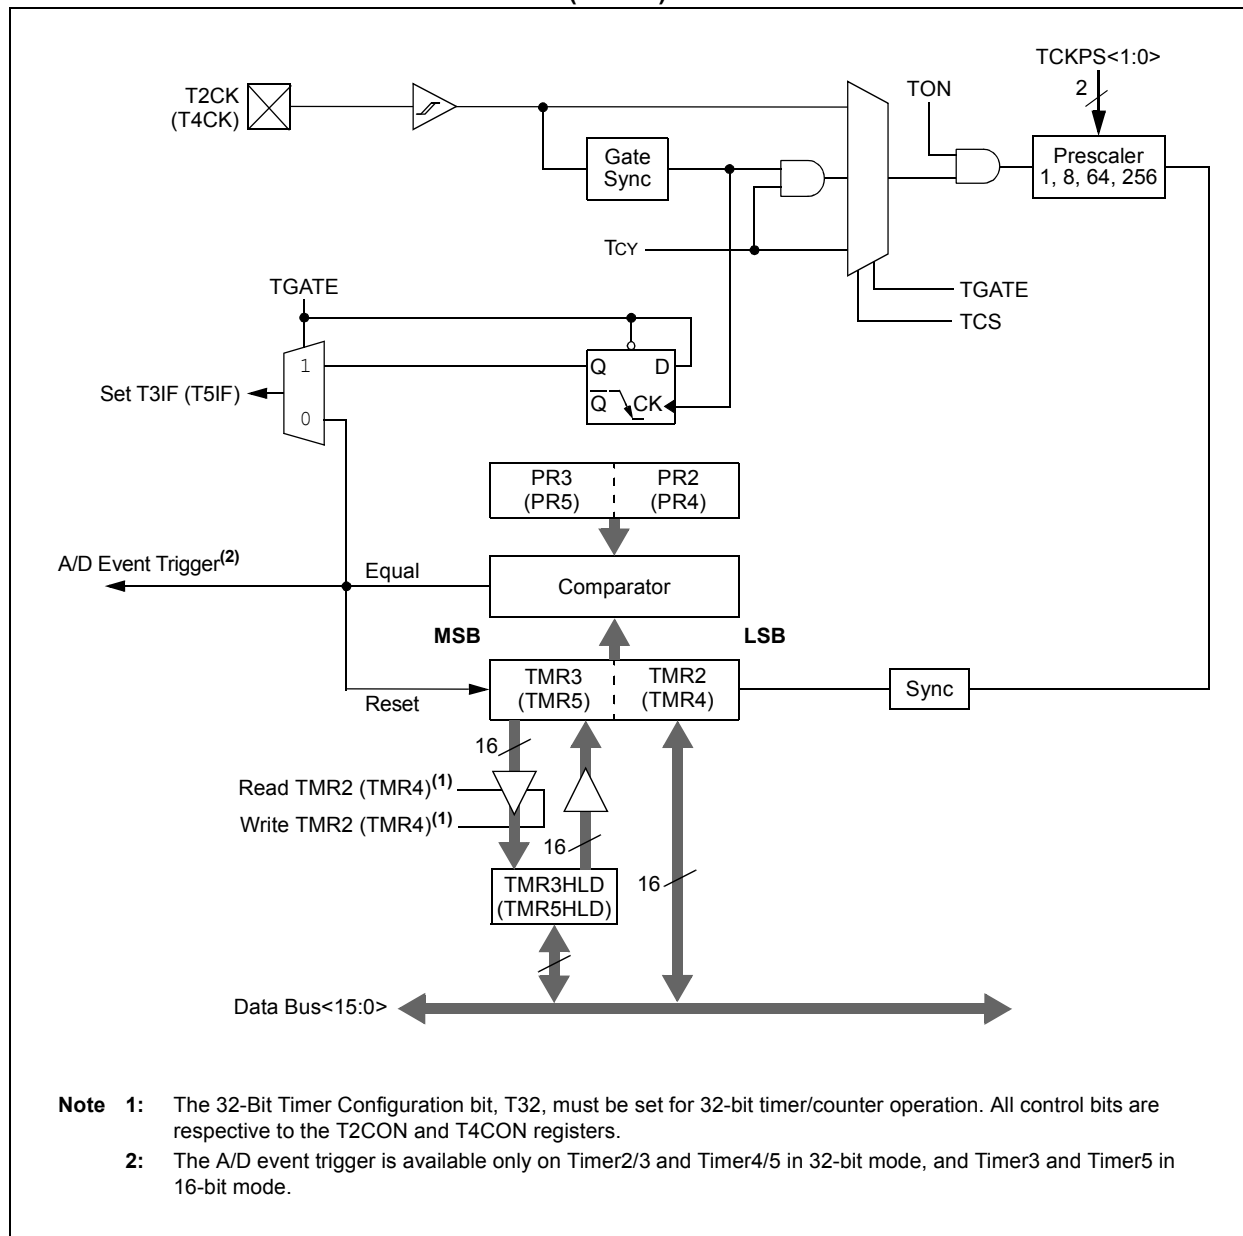 TCKPS<1:0>
2
TON
T2CK
(T4CK)
Gate
Sync
Prescaler
1, 8, 64, 256
TCY
TGATE
TGATE
TCS
1
Q D
Set T3IF (T5IF)
Q CK
0
PR3 PR2
(PR5) (PR4)
A/D Event Trigger(2)
Equal
Comparator
MSB LSB
TMR3 TMR2
(TMR5) (TMR4)
Sync
Reset
16
Read TMR2 (TMR4)(1)
Write TMR2 (TMR4)(1)
16
TMR3HLD
(TMR5HLD)
16
Data Bus<15:0>
Note 1: The 32-Bit Timer Configuration bit, T32, must be set for 32-bit timer/counter operation. All control bits are
respective to the T2CON and T4CON registers.
2: The A/D event trigger is available only on Timer2/3 and Timer4/5 in 32-bit mode, and Timer3 and Timer5 in
16-bit mode.